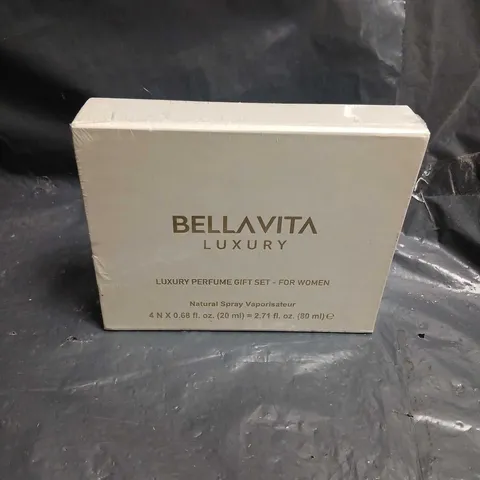 BELLAVITA
LUXURY
LUXURY PERFUME GIFT SET - FOR WOMEN
Natural Spray Vaporisateur
4 N X 0.68 fl. oz. (20 ml) = 2.71 fl. oz. (80 ml) ℮